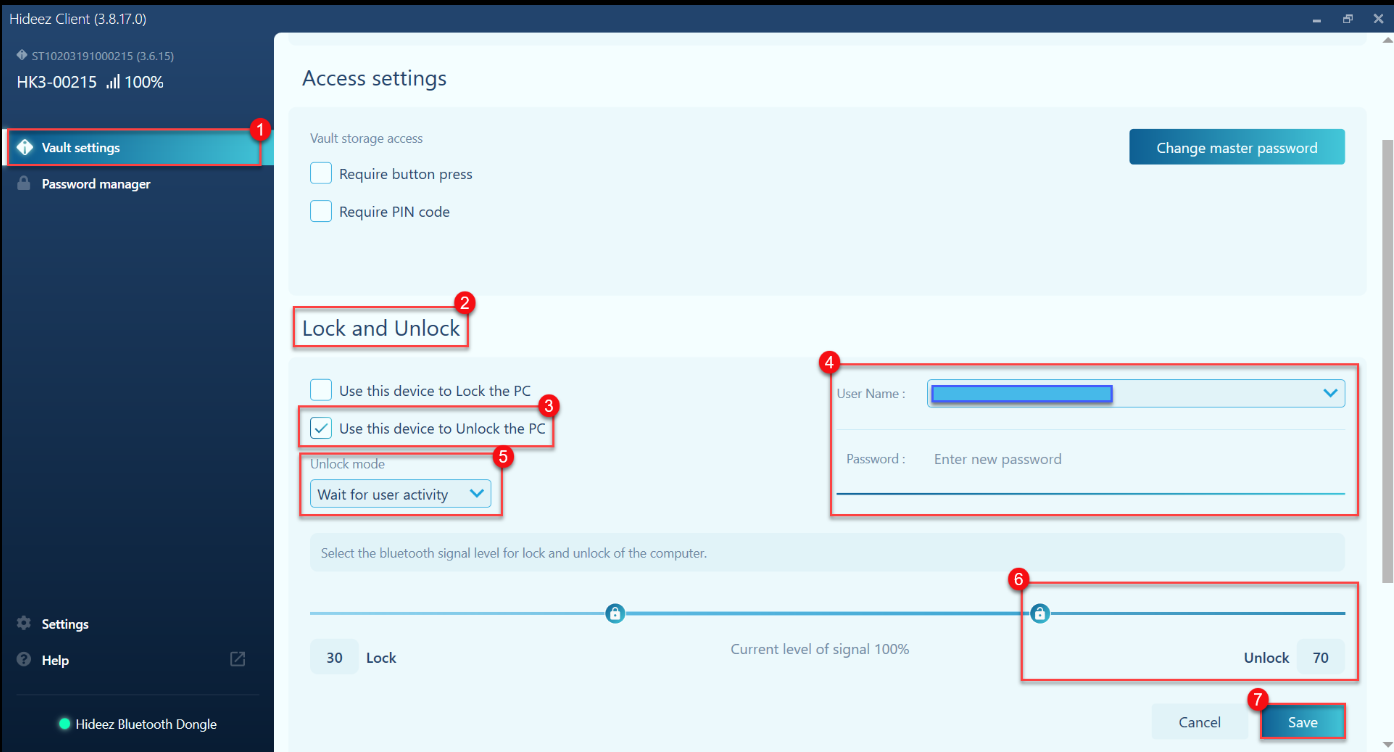 Hideez Client (3.8.17.0)
ST10203191000215 (3.6.15)
HK3-00215 100%
1
Vault settings
Password manager
Settings
Help
Hideez Bluetooth Dongle
Access settings
Vault storage access
Change master password
Require button press
Require PIN code
2
Lock and Unlock
Use this device to Lock the PC
3
Use this device to Unlock the PC
5
Unlock mode
Wait for user activity
4
User Name :
Password : Enter new password
Select the bluetooth signal level for lock and unlock of the computer.
6
30 Lock
Current level of signal 100%
Unlock 70
7
Cancel
Save